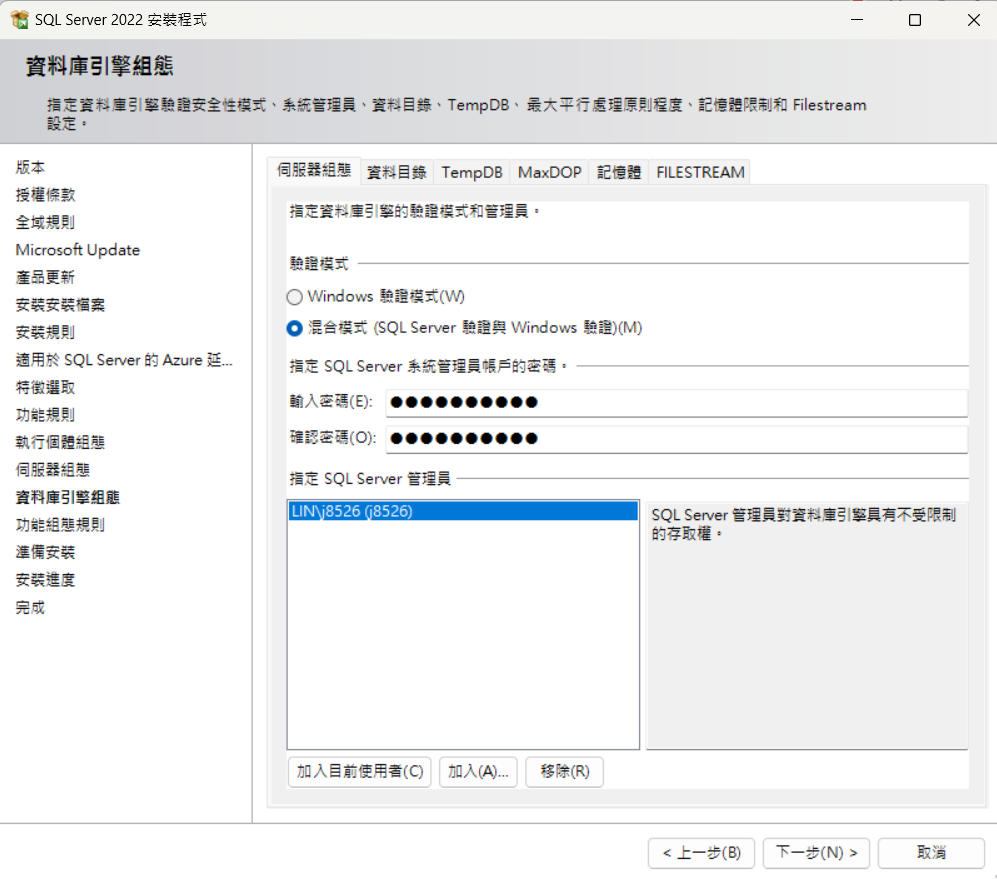 SQL Server 2022 安裝程式
資料庫引擎組態
指定資料庫引擎驗證安全性模式、系統管理員、資料目錄、TempDB、最大平行處理原則程度、記憶體限制和 Filestream
設定。
版本
授權條款
全域規則
Microsoft Update
產品更新
安裝安裝檔案
安裝規則
適用於 SQL Server 的 Azure 延...
特徵選取
功能規則
執行個體組態
伺服器組態
資料庫引擎組態
功能組態規則
準備安裝
安裝進度
完成
伺服器組態 資料目錄 TempDB MaxDOP 記憶體 FILESTREAM
指定資料庫引擎的驗證模式和管理員。
驗證模式
Windows 驗證模式(W)
混合模式 (SQL Server 驗證與 Windows 驗證)(M)
指定 SQL Server 系統管理員帳戶的密碼。
輸入密碼(E): ●●●●●●●●●●
確認密碼(O): ●●●●●●●●●●
指定 SQL Server 管理員
LIN\j8526 (j8526)
SQL Server 管理員對資料庫引擎具有不受限制
的存取權。
加入目前使用者(C) 加入(A)... 移除(R)
< 上一步(B) 下一步(N) > 取消